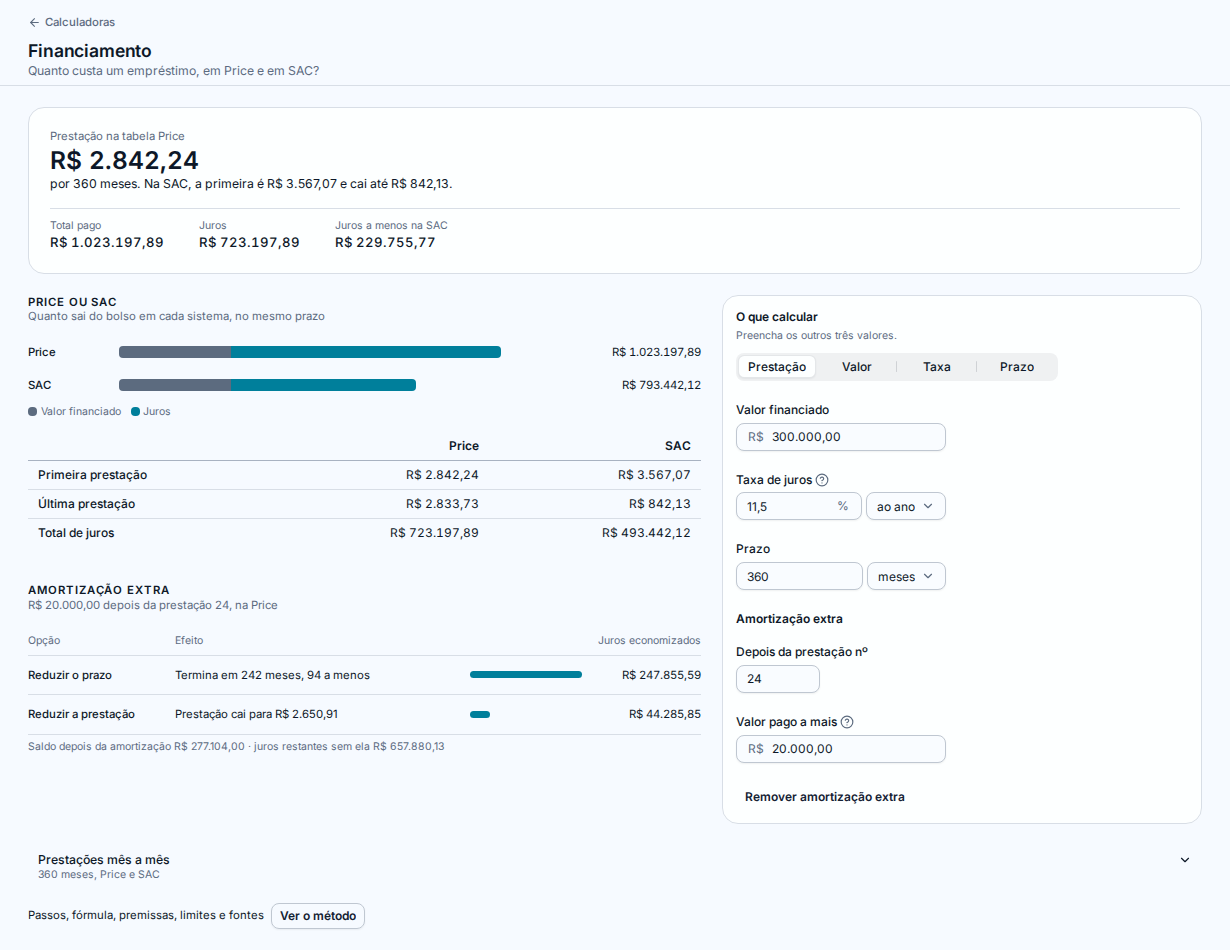 Calculadoras
Financiamento
Quanto custa um empréstimo, em Price e em SAC?
Prestação na tabela Price
R$ 2.842,24
por 360 meses. Na SAC, a primeira é R$ 3.567,07 e cai até R$ 842,13.
Total pago Juros Juros a menos na SAC
R$ 1.023.197,89 R$ 723.197,89 R$ 229.755,77
PRICE OU SAC
Quanto sai do bolso em cada sistema, no mesmo prazo
Price R$ 1.023.197,89
SAC R$ 793.442,12
Valor financiado Juros
Price SAC
Primeira prestação R$ 2.842,24 R$ 3.567,07
Última prestação R$ 2.833,73 R$ 842,13
Total de juros R$ 723.197,89 R$ 493.442,12
AMORTIZAÇÃO EXTRA
R$ 20.000,00 depois da prestação 24, na Price
Opção Efeito Juros economizados
Reduzir o prazo Termina em 242 meses, 94 a menos R$ 247.855,59
Reduzir a prestação Prestação cai para R$ 2.650,91 R$ 44.285,85
Saldo depois da amortização R$ 277.104,00 · juros restantes sem ela R$ 657.880,13
O que calcular
Preencha os outros três valores.
Prestação Valor Taxa Prazo
Valor financiado
R$ 300.000,00
Taxa de juros ?
11,5 % ao ano
Prazo
360 meses
Amortização extra
Depois da prestação nº
24
Valor pago a mais ?
R$ 20.000,00
Remover amortização extra
Prestações mês a mês
360 meses, Price e SAC
Passos, fórmula, premissas, limites e fontes Ver o método